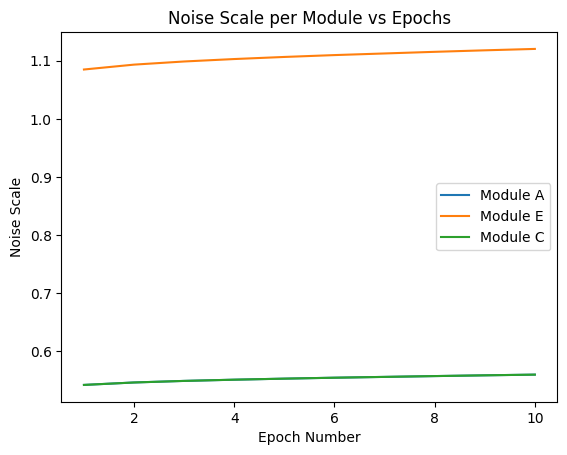 Noise Scale per Module vs Epochs
1.1
1.0
0.9
0.8
0.7
0.6
Noise Scale
Module A
Module E
Module C
2
4
6
8
10
Epoch Number